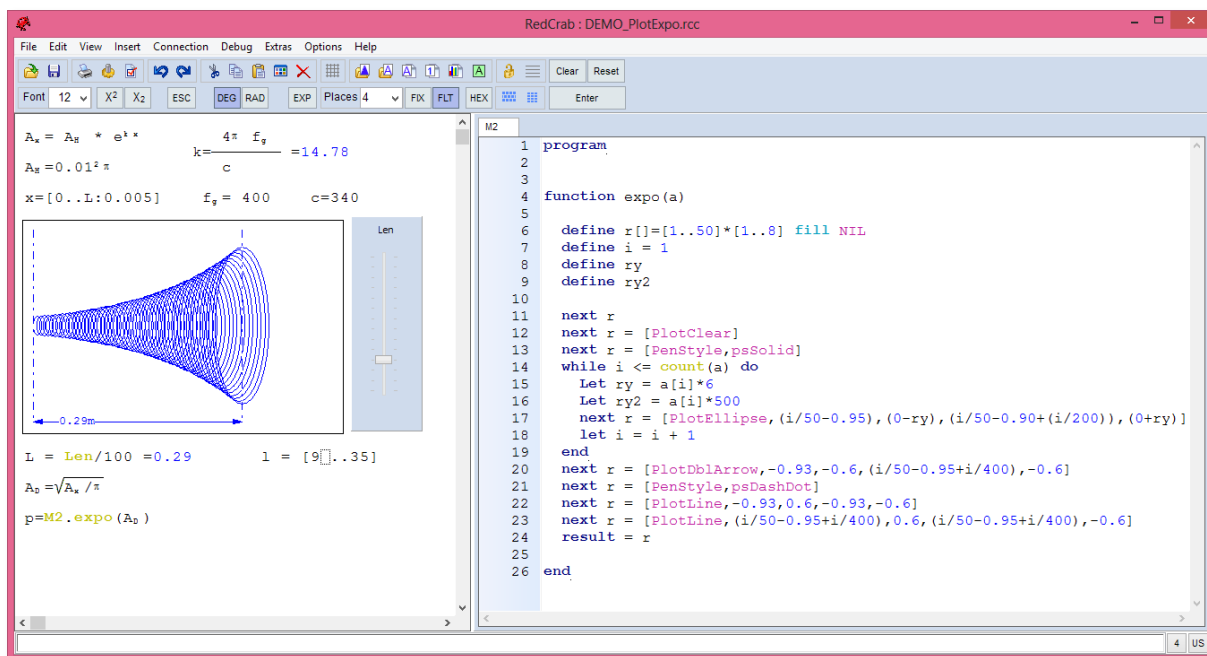 RedCrab : DEMO_PlotExpo.rcc
File Edit View Insert Connection Debug Extras Options Help
Clear Reset
Font 12 X² X₂ ESC DEG RAD EXP Places 4 FIX FLT HEX Enter
Aₓ = A_H * e^(k x)
k= 4π f_g / c =14.78
A_H =0.01² π
x=[0..L:0.005] f_g = 400 c=340
Len
0.29m
L = Len/100 =0.29 l = [9..35]
A_D =√(Aₓ /π)
p=M2.expo(A_D )
M2
1 program
2
3
4 function expo(a)
5
6 define r[]=[1..50]*[1..8] fill NIL
7 define i = 1
8 define ry
9 define ry2
10
11 next r
12 next r = [PlotClear]
13 next r = [PenStyle,psSolid]
14 while i <= count(a) do
15 Let ry = a[i]*6
16 Let ry2 = a[i]*500
17 next r = [PlotEllipse,(i/50-0.95),(0-ry),(i/50-0.90+(i/200)),(0+ry)]
18 let i = i + 1
19 end
20 next r = [PlotDblArrow,-0.93,-0.6,(i/50-0.95+i/400),-0.6]
21 next r = [PenStyle,psDashDot]
22 next r = [PlotLine,-0.93,0.6,-0.93,-0.6]
23 next r = [PlotLine,(i/50-0.95+i/400),0.6,(i/50-0.95+i/400),-0.6]
24 result = r
25
26 end
4 US